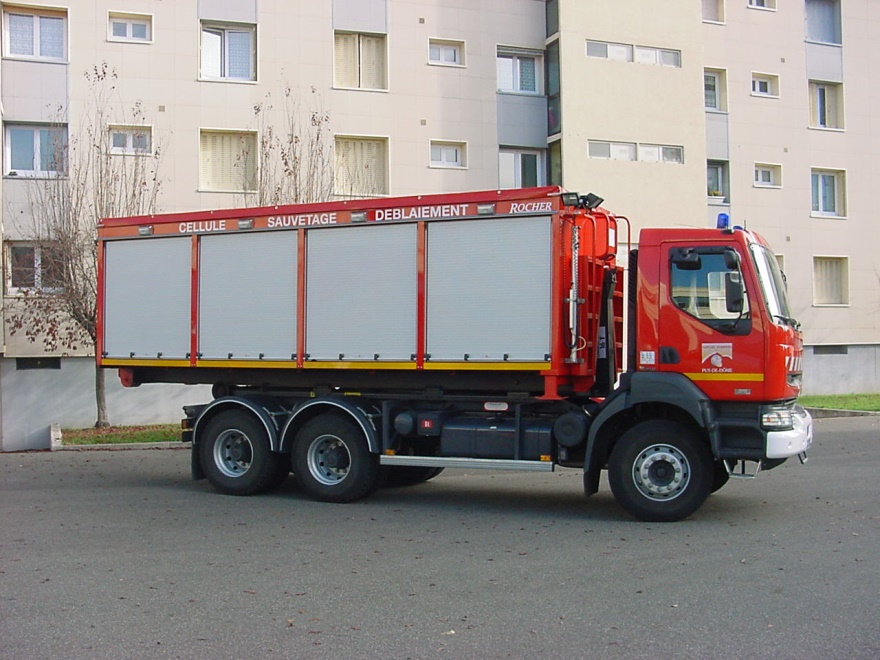 CELLULE SAUVETAGE DEBLAIEMENT ROCHER
PUY-DE-DÔME